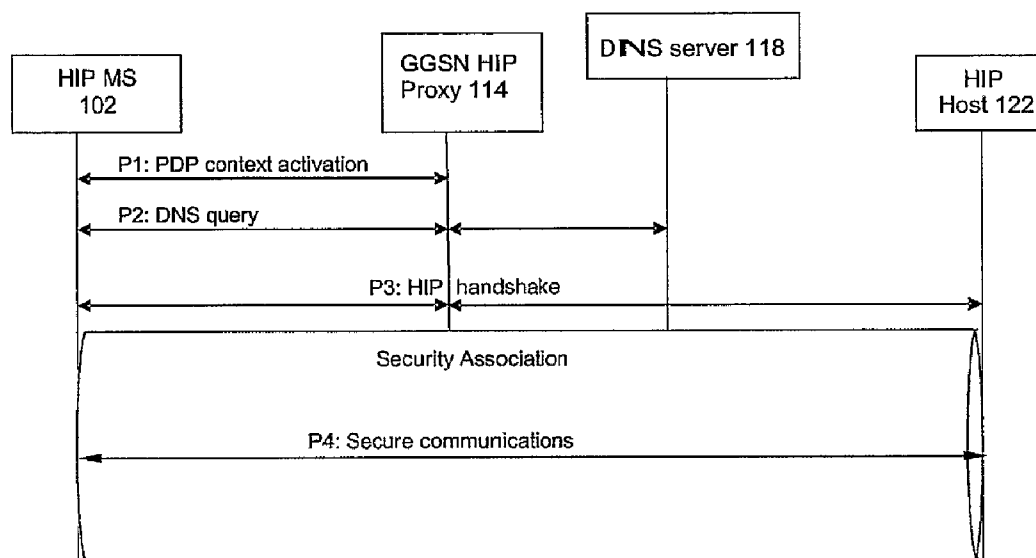 HIP MS
102
GGSN HIP
Proxy 114
DNS server 118
HIP
Host 122
P1: PDP context activation
P2: DNS query
P3: HIP handshake
Security Association
P4: Secure communications